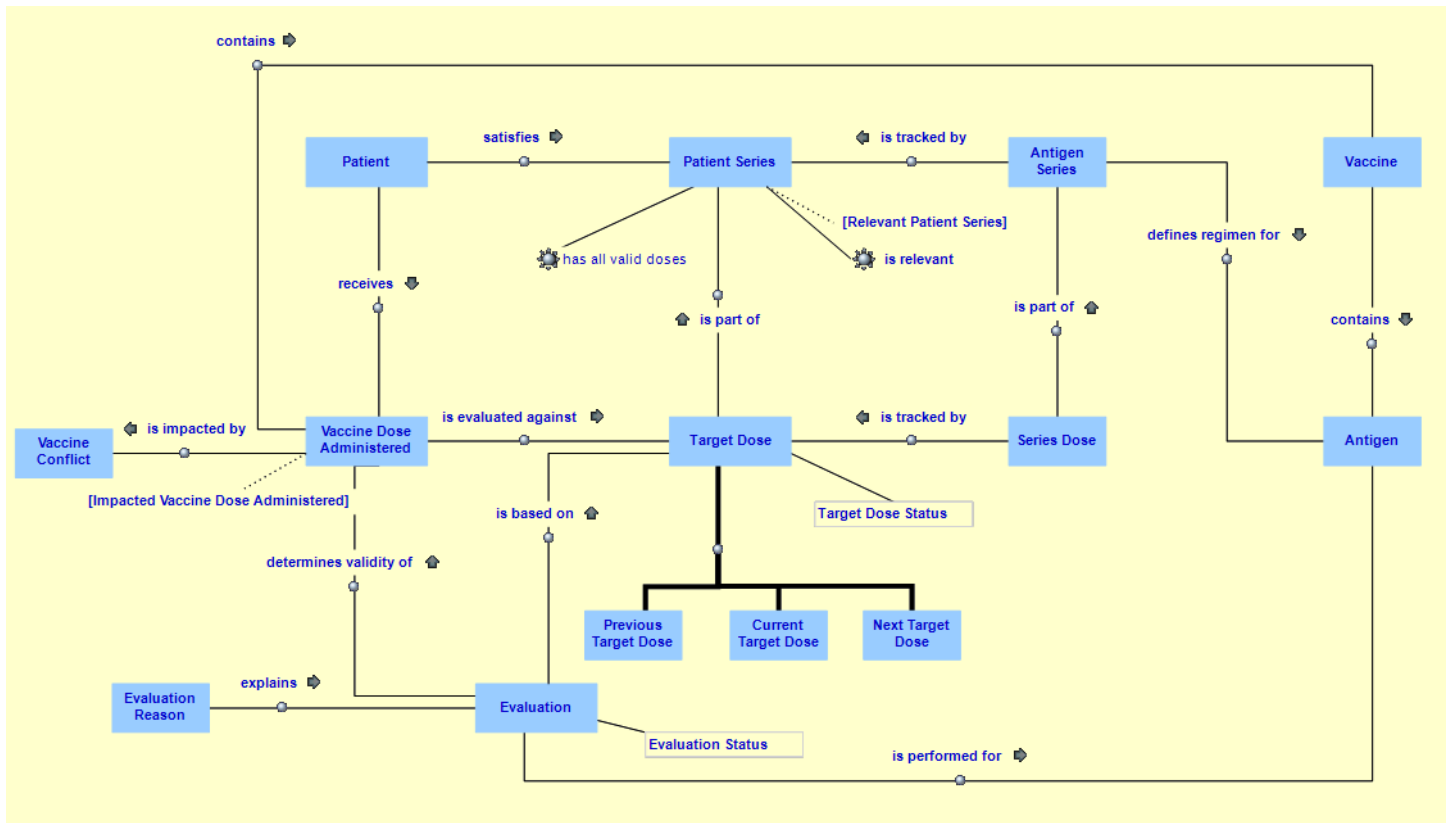 contains
satisfies
is tracked by
Patient
Patient Series
Antigen
Series
Vaccine
[Relevant Patient Series]
defines regimen for
has all valid doses
is relevant
receives
is part of
is part of
contains
is evaluated against
is tracked by
is impacted by
Vaccine
Conflict
Vaccine Dose
Administered
Target Dose
Series Dose
Antigen
[Impacted Vaccine Dose Administered]
is based on
Target Dose Status
determines validity of
Previous
Target Dose
Current
Target Dose
Next Target
Dose
explains
Evaluation
Reason
Evaluation
Evaluation Status
is performed for